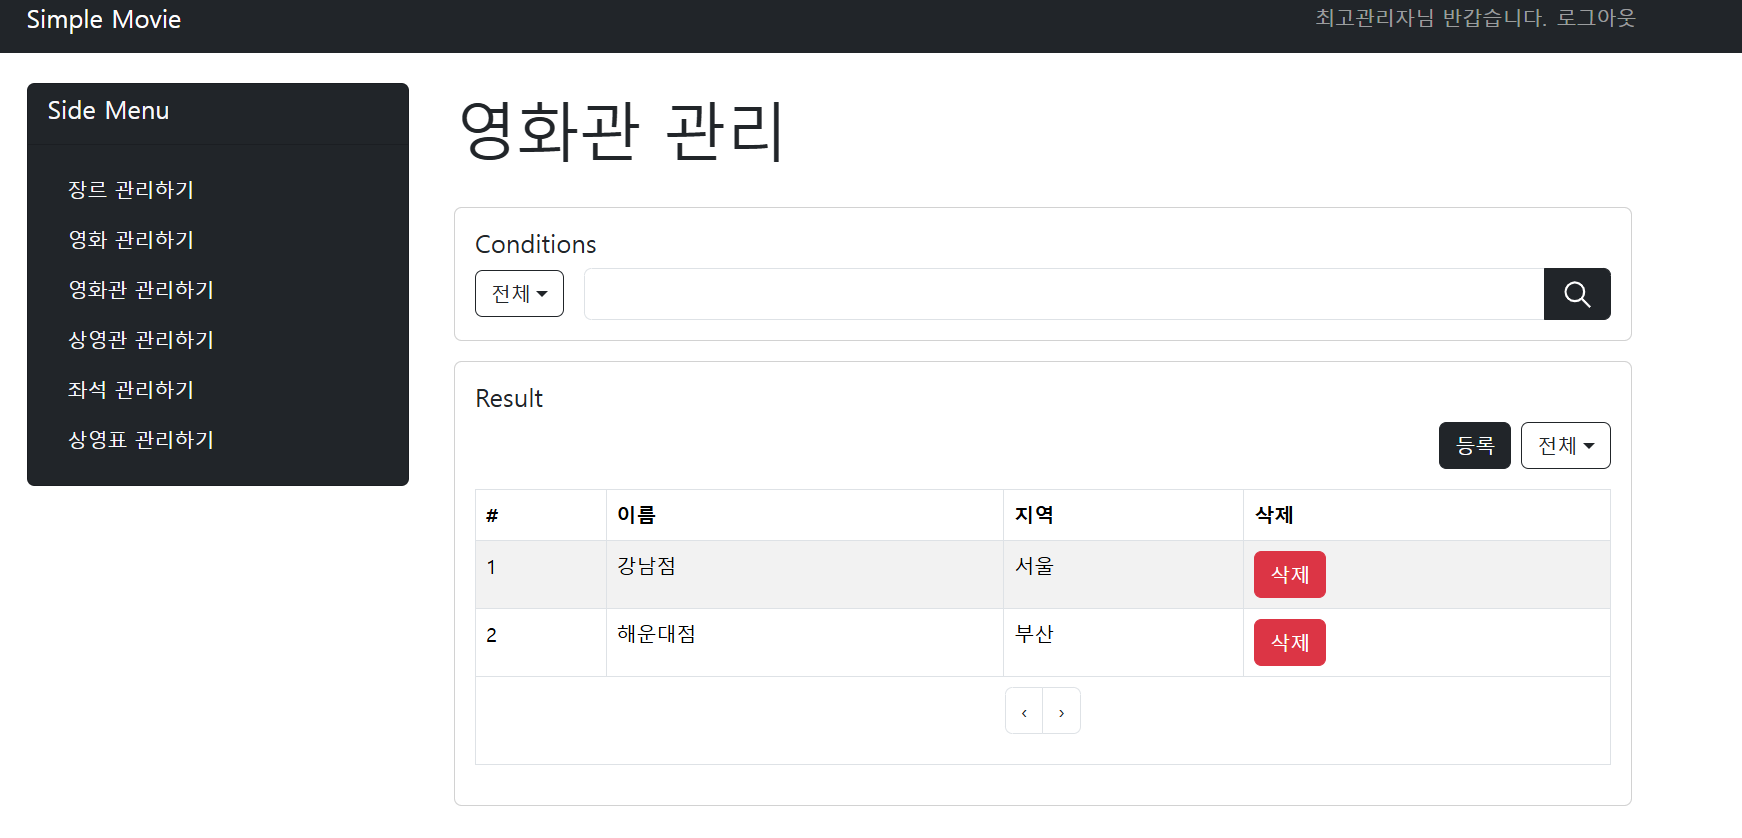 Simple Movie
최고관리자님 반갑습니다. 로그아웃
Side Menu
장르 관리하기
영화 관리하기
영화관 관리하기
상영관 관리하기
좌석 관리하기
상영표 관리하기
영화관 관리
Conditions
전체
Result
등록 전체
# 이름 지역 삭제
1 강남점 서울 삭제
2 해운대점 부산 삭제
‹ ›